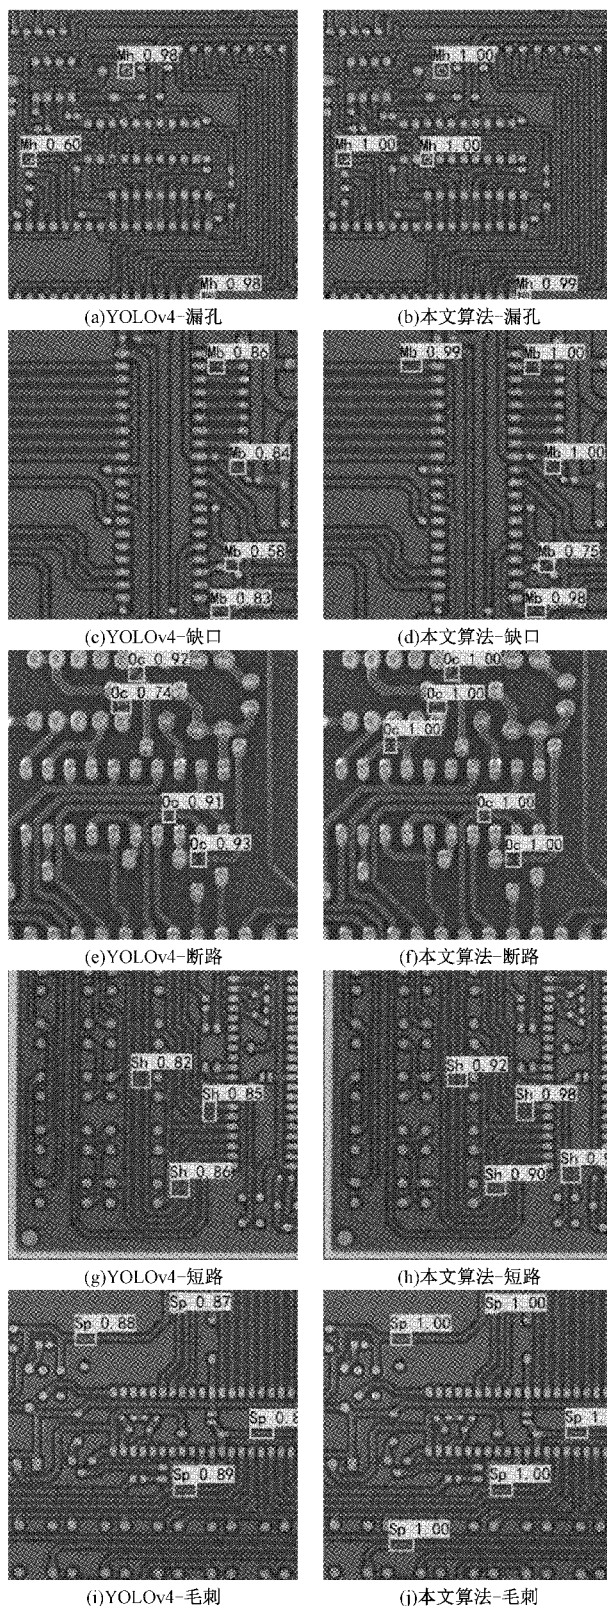 Mh 0.98
Mh 1.00
Mh 0.60
Mh 1.00
Mh 1.00
Mh 0.98
Mh 0.99
(a)YOLOv4-漏孔
(b)本文算法-漏孔
Mb 0.86
Mb 0.99
Mb 1.00
Mb 0.84
Mb 1.00
Mb 0.58
Mb 0.75
Mb 0.83
Mb 0.98
(c)YOLOv4-缺口
(d)本文算法-缺口
Oc 0.92
Oc 1.00
Oc 0.74
Oc 1.00
Oc 1.00
Oc 0.91
Oc 1.00
Oc 0.93
Oc 1.00
(e)YOLOv4-断路
(f)本文算法-断路
Sh 0.82
Sh 0.92
Sh 0.85
Sh 0.98
Sh 0.86
Sh 0.90
Sh
(g)YOLOv4-短路
(h)本文算法-短路
Sp 0.87
Sp 1.00
Sp 0.88
Sp 1.00
Sp 0.8
Sp 1.
Sp 0.89
Sp 1.00
Sp 1.00
(i)YOLOv4-毛刺
(j)本文算法-毛刺